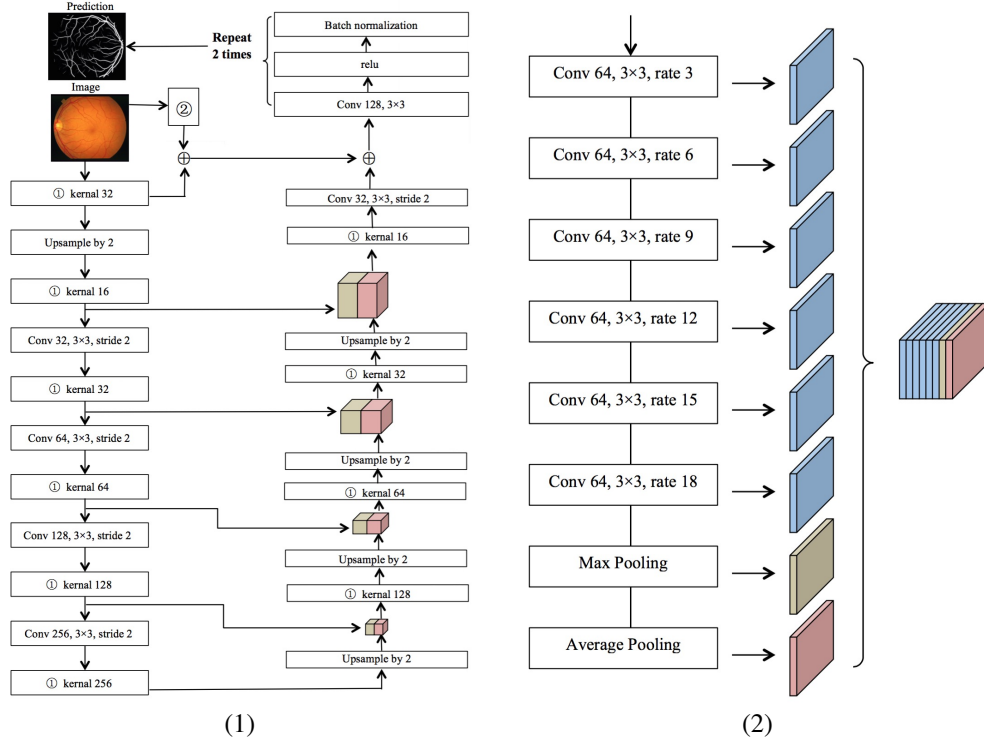 Prediction
Image
②
① kernal 32
Upsample by 2
① kernal 16
Conv 32, 3×3, stride 2
① kernal 32
Conv 64, 3×3, stride 2
① kernal 64
Conv 128, 3×3, stride 2
① kernal 128
Conv 256, 3×3, stride 2
① kernal 256
Repeat
2 times
Batch normalization
relu
Conv 128, 3×3
⊕
⊕
Conv 32, 3×3, stride 2
① kernal 16
Upsample by 2
① kernal 32
Upsample by 2
① kernal 64
Upsample by 2
① kernal 128
Upsample by 2
(1)
Conv 64, 3×3, rate 3
Conv 64, 3×3, rate 6
Conv 64, 3×3, rate 9
Conv 64, 3×3, rate 12
Conv 64, 3×3, rate 15
Conv 64, 3×3, rate 18
Max Pooling
Average Pooling
(2)